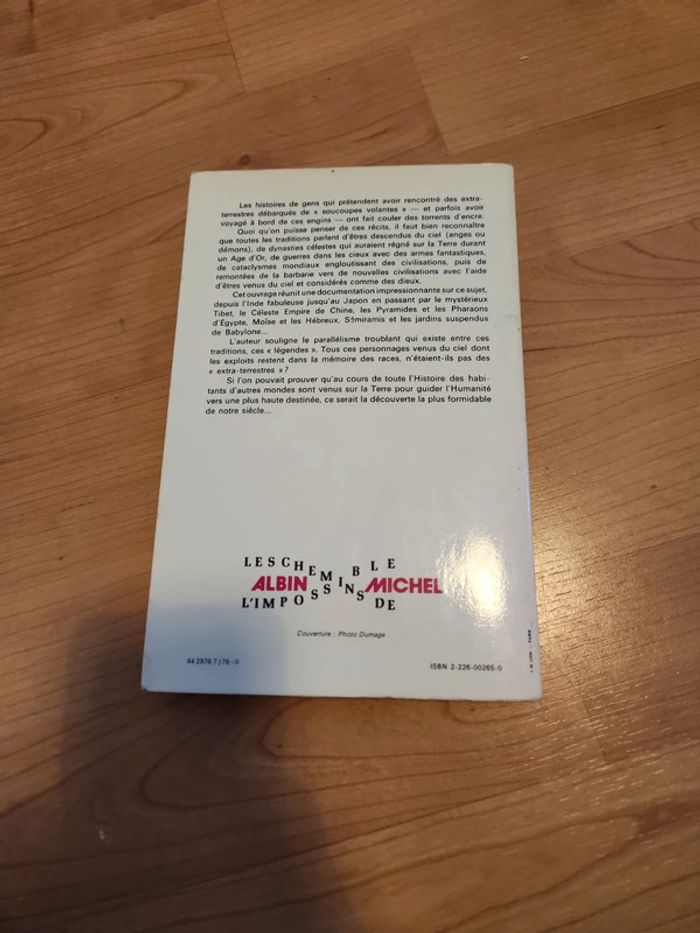 Les histoires de gens qui prétendent avoir rencontré des extra-
terrestres débarqués de « soucoupes volantes » — et parfois avoir
voyagé à bord de ces engins — ont fait couler des torrents d'encre.
Quoi qu'on puisse penser de ces récits, il faut bien reconnaître
que toutes les traditions parlent d'êtres descendus du ciel (anges ou
démons), de dynasties célestes qui auraient régné sur la Terre durant
un Age d'Or, de guerres dans les cieux avec des armes fantastiques,
de cataclysmes mondiaux engloutissant des civilisations, puis de
remontées de la barbarie vers de nouvelles civilisations avec l'aide
d'êtres venus du ciel et considérés comme des dieux.
Cet ouvrage réunit une documentation impressionnante sur ce sujet,
depuis l'Inde fabuleuse jusqu'au Japon en passant par le mystérieux
Tibet, le Céleste Empire de Chine, les Pyramides et les Pharaons
d'Égypte, Moïse et les Hébreux, Sémiramis et les jardins suspendus
de Babylone...
L'auteur souligne le parallélisme troublant qui existe entre ces
traditions, ces « légendes ». Tous ces personnages venus du ciel dont
les exploits restent dans la mémoire des races, n'étaient-ils pas des
« extra-terrestres » ?
Si l'on pouvait prouver qu'au cours de toute l'Histoire des habi-
tants d'autres mondes sont venus sur la Terre pour guider l'Humanité
vers une plus haute destinée, ce serait la découverte la plus formidable
de notre siècle...
LES CHEMINS DE
L'IMPOSSIBLE
ALBIN MICHEL
Couverture : Photo Dumage
44 2976 7 / 76-II
ISBN 2-226-00265-0